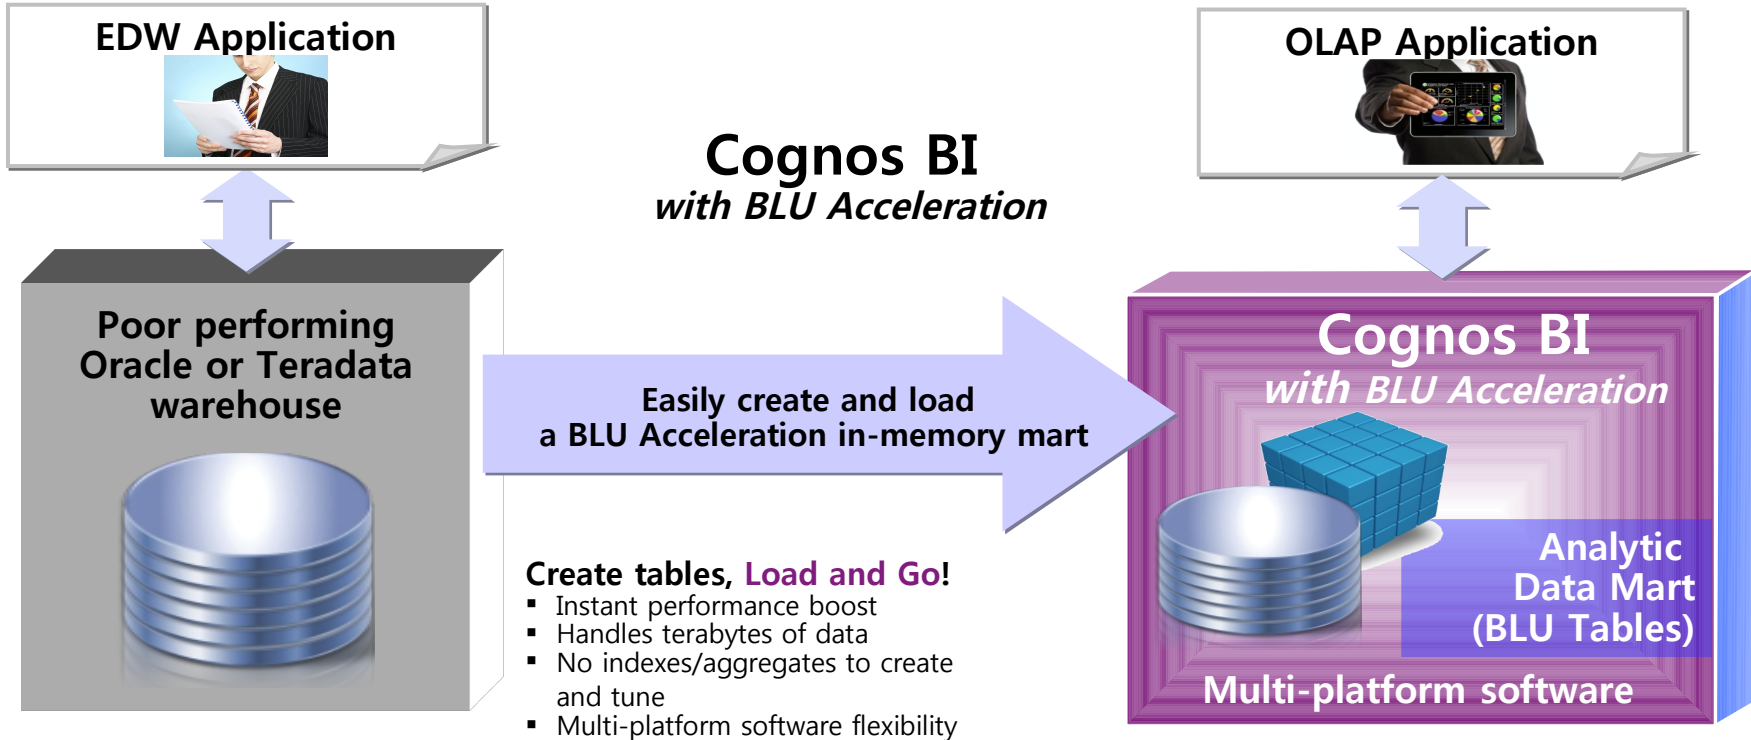 EDW Application
OLAP Application
Cognos BI
with BLU Acceleration
Poor performing
Oracle or Teradata
warehouse
Easily create and load
a BLU Acceleration in-memory mart
Create tables, Load and Go!
▪ Instant performance boost
▪ Handles terabytes of data
▪ No indexes/aggregates to create
and tune
▪ Multi-platform software flexibility
Cognos BI
with BLU Acceleration
Analytic
Data Mart
(BLU Tables)
Multi-platform software